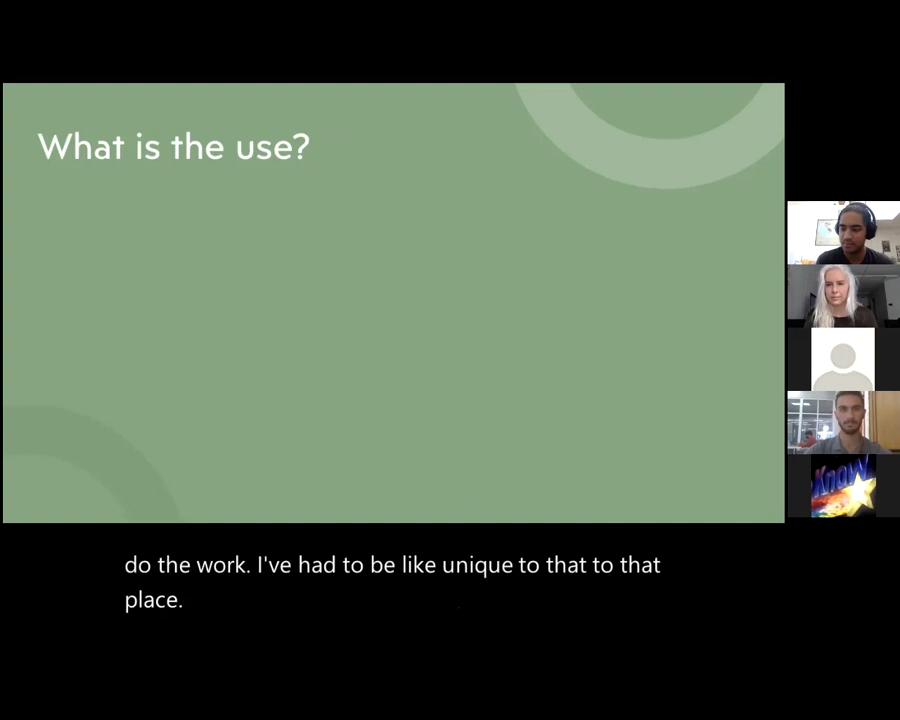 What is the use?
Know
do the work. I've had to be like unique to that to that
place.